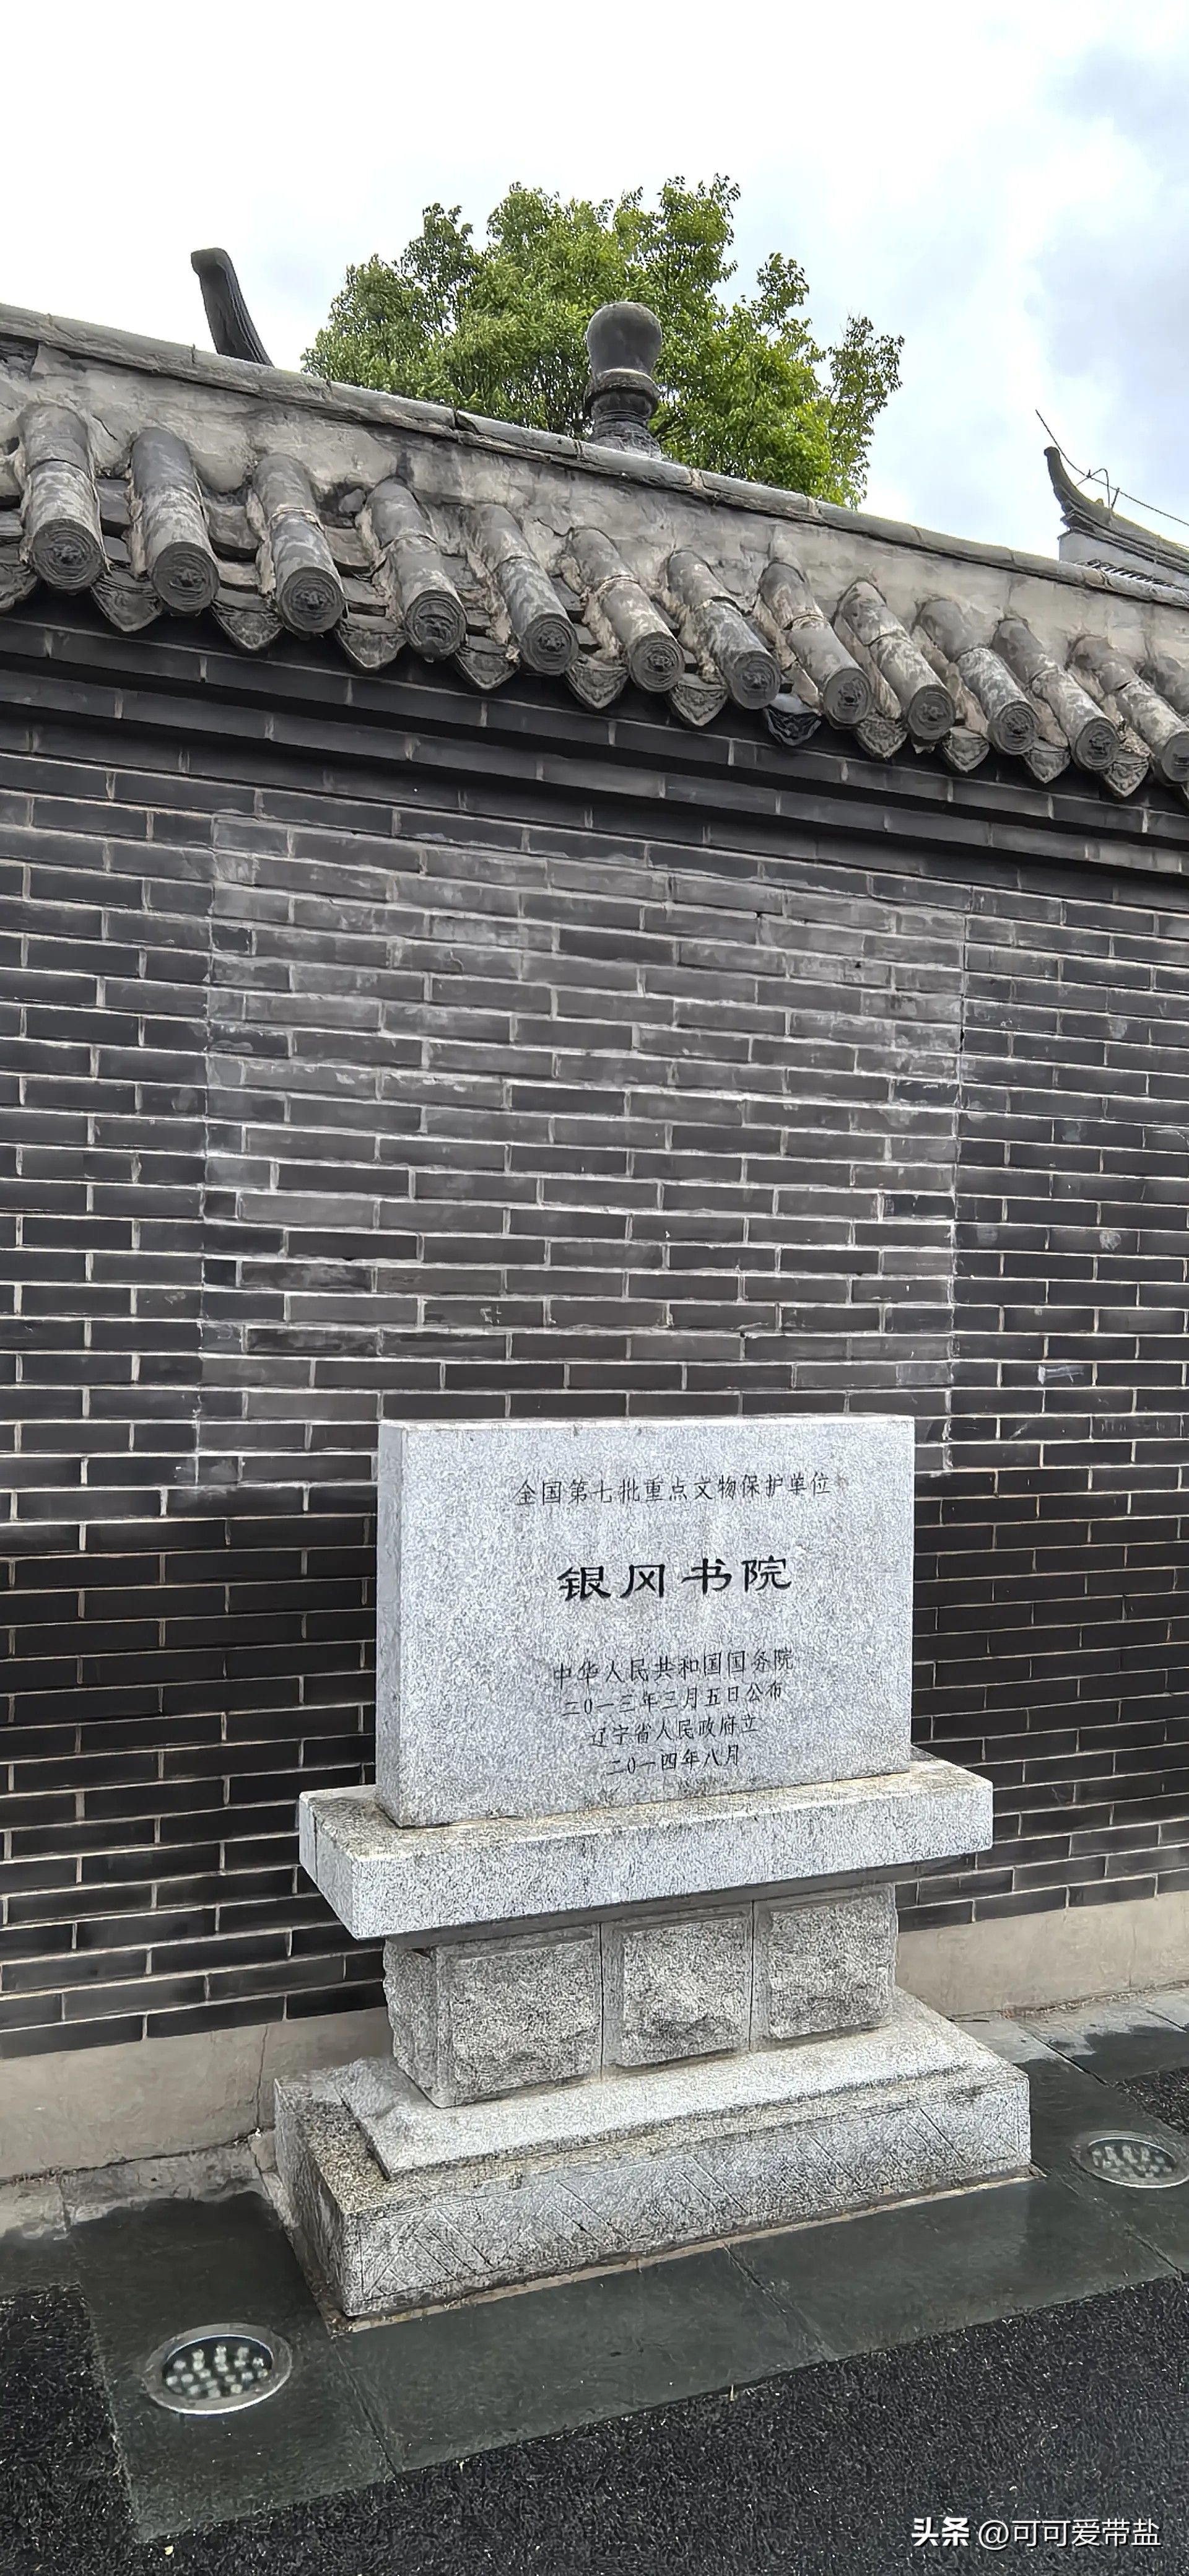 全国第七批重点文物保护单位
银冈书院
中华人民共和国国务院
二0一三年三月五日公布
辽宁省人民政府立
二0一四年八月
头条 @可可爱带盐